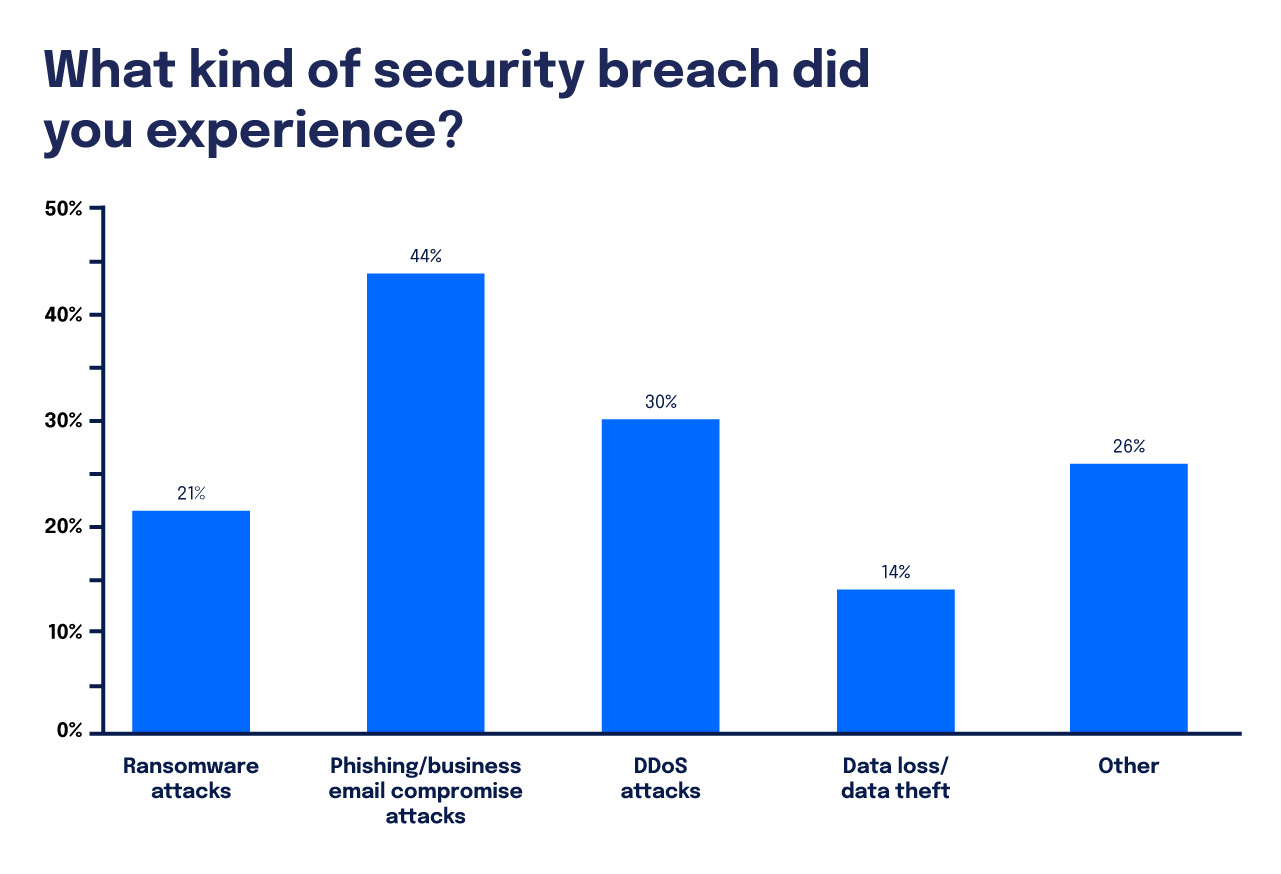 What kind of security breach did
you experience?
50%
40%
30%
20%
10%
0%
21%
44%
30%
14%
26%
Ransomware
attacks
Phishing/business
email compromise
attacks
DDoS
attacks
Data loss/
data theft
Other